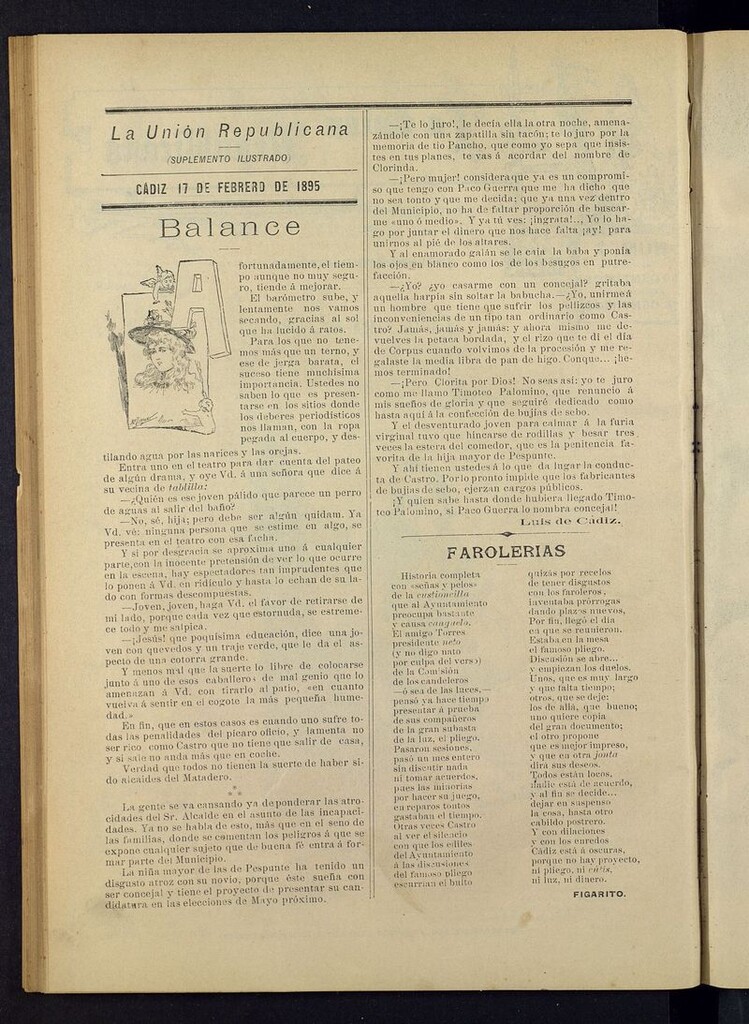 La Unión Republicana
(SUPLEMENTO ILUSTRADO)
CÁDIZ 17 DE FEBRERO DE 1895
Balance
A
fortunadamente, el tiem-
po aunque no muy segu-
ro, tiende á mejorar.
El barómetro sube, y
lentamente nos vamos
secando, gracias al sol
que ha lucido á ratos.
Para los que no tene-
mos más que un terno, y
ese de jerga barata, el
suceso tiene muchísima
importancia. Ustedes no
saben lo que es presen-
tarse en los sitios donde
los deberes periodísticos
nos llaman, con la ropa
pegada al cuerpo, y des-
tilando agua por las narices y las orejas.
Entra uno en el teatro para dar cuenta del pateo
de algún drama, y oye Vd. á una señora que dice á
su vecina de tablilla:
—¿Quién es ese joven pálido que parece un perro
de aguas al salir del baño?
—No, sé, hija; pero debe ser algún quidam. Ya
Vd. vé: ninguna persona que se estime en algo, se
presenta en el teatro con esa facha.
Y si por desgracia se aproxima uno á cualquier
parte, con la inocente pretensión de ver lo que ocurre
en la escena, hay espectadores tan imprudentes que
lo ponen á Vd. en ridículo y hasta lo echan de su la-
do con formas descompuestas.
—Joven, joven, haga Vd. el favor de retirarse de
mi lado, porque cada vez que estornuda, se estreme-
ce todo y me salpica.
—¡Jesús! que poquísima educación, dice una jo-
ven con quevedos y un traje verde, que le da el as-
pecto de una cotorra grande.
Y menos mal que la suerte lo libre de colocarse
junto á uno de esos caballeros de mal genio que lo
amenazan á Vd. con tirarlo al patio, «en cuanto
vuelva á sentir en el cogote la más pequeña hume-
dad.»
En fin, que en estos casos es cuando uno sufre to-
das las penalidades del pícaro oficio, y lamenta no
ser rico, como Castro que no tiene que salir de casa,
y si sale no anda más que en coche.
Verdad que todos no tienen la suerte de haber si-
do alcaides del Matadero.
* * *
La gente se va cansando ya de ponderar las atro-
cidades del Sr. Alcalde en el asunto de las incapaci-
dades. Ya no se habla de esto, más que en el seno de
las familias, donde se comentan los peligros á que se
expone cualquier sujeto que de buena fé entra á for-
mar parte del Municipio.
La niña mayor de las de Pespunte ha tenido un
disgusto atroz con su novio, porque éste sueña con
ser concejal y tiene el proyecto de presentar su can-
didatura en las elecciones de Mayo próximo.
—¡Te lo juro!, le decía ella la otra noche, amena-
zándole con una zapatilla sin tacón; te lo juro por la
memoria de tio Pancho, que como yo sepa que insis-
tes en tus planes, te vas á acordar del nombre de
Clorinda.
—¡Pero mujer! considera que ya es un compromi-
so que tengo con Paco Guerra que me ha dicho que
no sea tonto y que me decida; que ya una vez dentro
del Municipio, no ha de faltar proporción de buscar-
me «uno ó medio». Y ya tú ves: ¡ingrata!... Yo lo ha-
go por juntar el dinero que nos hace falta ¡ay! para
unirnos al pié de los altares.
Y al enamorado galán se le caia la baba y ponia
los ojos en blanco como los de los besugos en putre-
facción.
—¿Yo? ¿yo casarme con un concejal? gritaba
aquella harpía sin soltar la babucha.—¿Yo, unirme á
un hombre que tiene que sufrir los pellizcos y las
inconveniencias de un tipo tan ordinario como Cas-
tro? Jamás, jamás y jamás: y ahora mismo me de-
vuelves la petaca bordada, y el rizo que te dí el día
de Corpus cuando volvimos de la procesión y me re-
galaste la media libra de pan de higo. Conque... ¡he-
mos terminado!
—¡Pero Clorita por Dios! No seas así: yo te juro
como me llamo Timoteo Palomino, que renuncio á
mis sueños de gloria y que seguiré dedicado como
hasta aquí á la confección de bujías de sebo.
Y el desventurado joven para calmar á la furia
virginal tuvo que hincarse de rodillas y besar tres
veces la estera del comedor, que es la penitencia fa-
vorita de la hija mayor de Pespunte.
Y ahí tienen ustedes á lo que da lugar la conduc-
ta de Castro. Por lo pronto impide que los fabricantes
de bujías de sebo, ejerzan cargos públicos.
¡Y quien sabe hasta donde hubiera llegado Timo-
teo Palomino, si Paco Guerra lo nombra concejal!
Luis de Cádiz.
FAROLERIAS
Historia completa
con «señas y pelos»
de la custioncilla
que al Ayuntamiento
preocupa bastante
y causa canguelo.
El amigo Torres
presidente neto
(y no digo nato
por culpa del verso)
de la Comisión
de los candeleros
—ó sea de las luces,—
pensó ya hace tiempo
presentar á prueba
de sus compañeros
de la gran subasta
de la luz, el pliego.
Pasaron sesiones,
pasó un mes entero
sin discutir nada
ni tomar acuerdos,
pues las minorías
por hacer su juego,
en reparos tontos
gastaban el tiempo.
Otras veces Castro
al ver el silencio
con que los ediles
del Ayuntamiento
á las discusiones
del famoso pliego
escurrían el bulto
quizás por recelos
de tener disgustos
con los faroleros,
inventaba prórrogas
dando plazos nuevos,
Por fin, llegó el día
en que se reunieron.
Estaba en la mesa
el famoso pliego.
Discusión se abre...
y empiezan los duelos.
Unos, que es muy largo
y que falta tiempo;
otros, que se deje:
los de allá, que bueno;
uno quiere copia
del gran documento;
el otro propone
que es mejor impreso,
y que en otra junta
dirá sus deseos.
Todos están locos,
nadie está de acuerdo,
y al fin se decide...
dejar en suspenso
la cosa, hasta otro
cabildo postrero.
Y con dilaciones
y con los enredos
Cádiz está á oscuras,
porque no hay proyecto,
ni pliego, ni
ni luz, ni dinero.
FIGARITO.